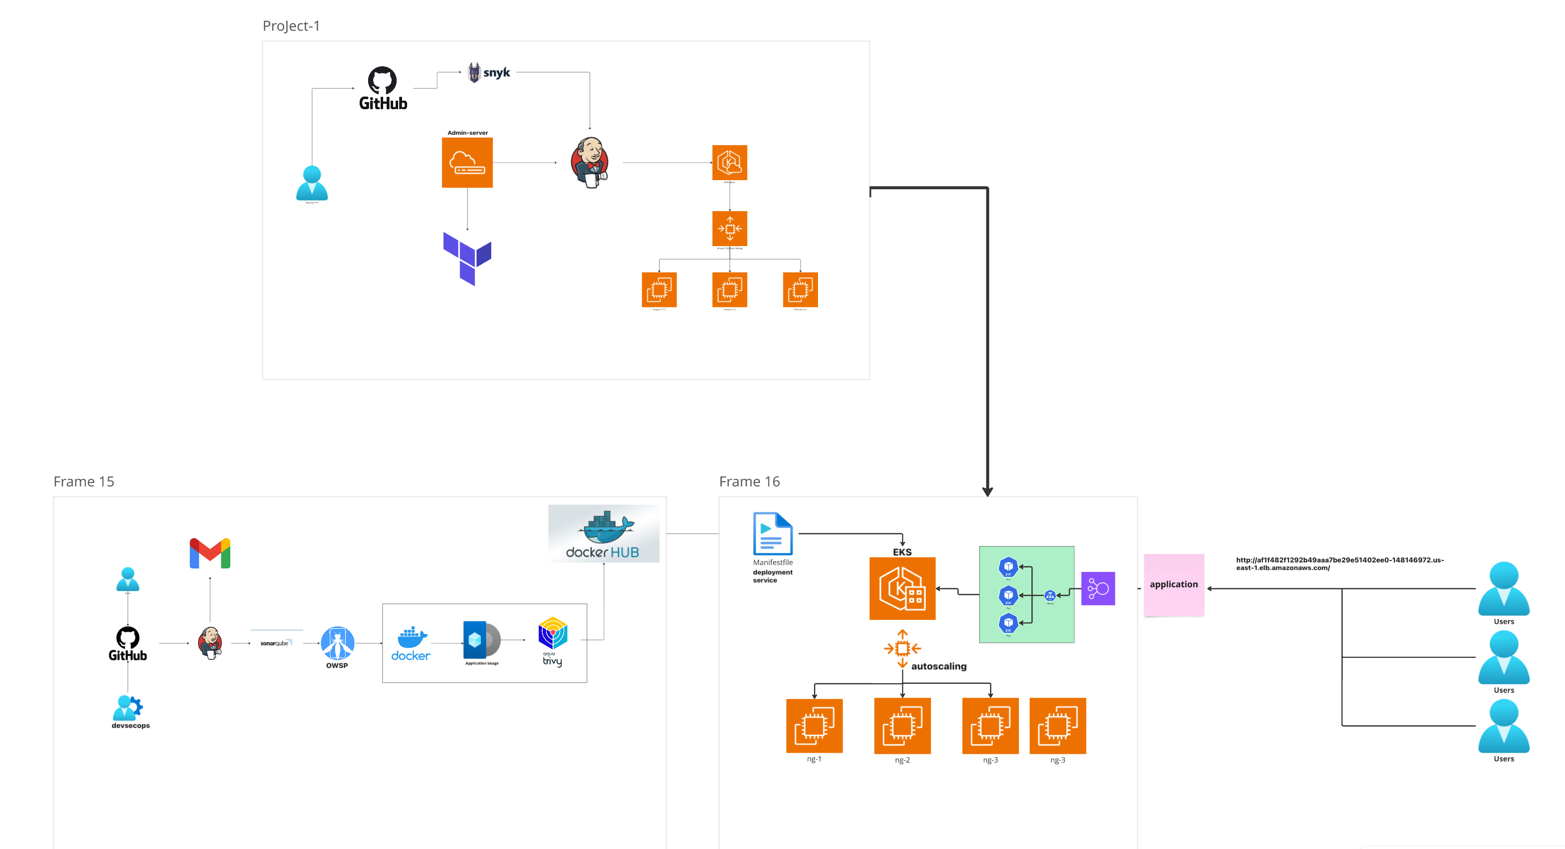 ProJect-1
GitHub
snyk
Admin-server
Frame 15
Frame 16
docker HUB
Manifestfile
deployment
service
EKS
application
http://af1f482f1292b49aaa7be29e51402ee0-148146972.us-
east-1.elb.amazonaws.com/
Users
GitHub
sonarqube
OWSP
docker
Application image
aqua
trivy
devsecops
autoscaling
Users
ng-1
ng-2
ng-3
ng-3
Users